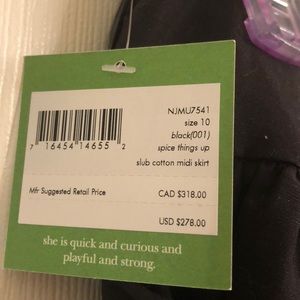 NJMU7541
size 10
black(001)
spice things up
slub cotton midi skirt
7 16454 14655 2
Mfr Suggested Retail Price
CAD $318.00
USD $278.00
she is quick and curious and
playful and strong.